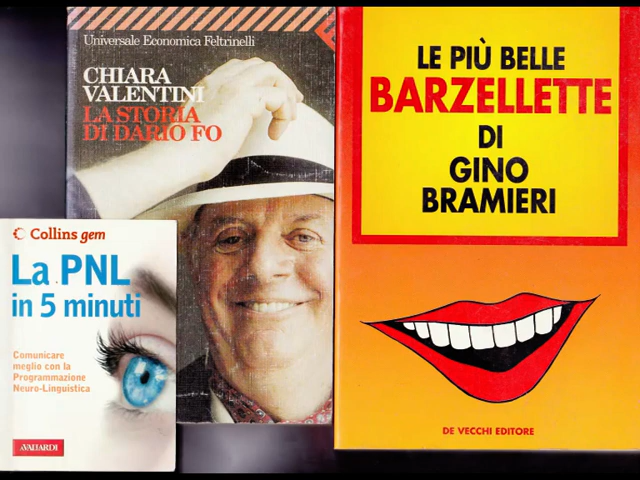 Universale Economica Feltrinelli
CHIARA
VALENTINI
LA STORIA
DI DARIO FO
LE PIÙ BELLE
BARZELLETTE
DI
GINO
BRAMIERI
DE VECCHI EDITORE
Collins gem
La PNL
in 5 minuti
Comunicare
meglio con la
Programmazione
Neuro-Linguistica
AVALLARDI